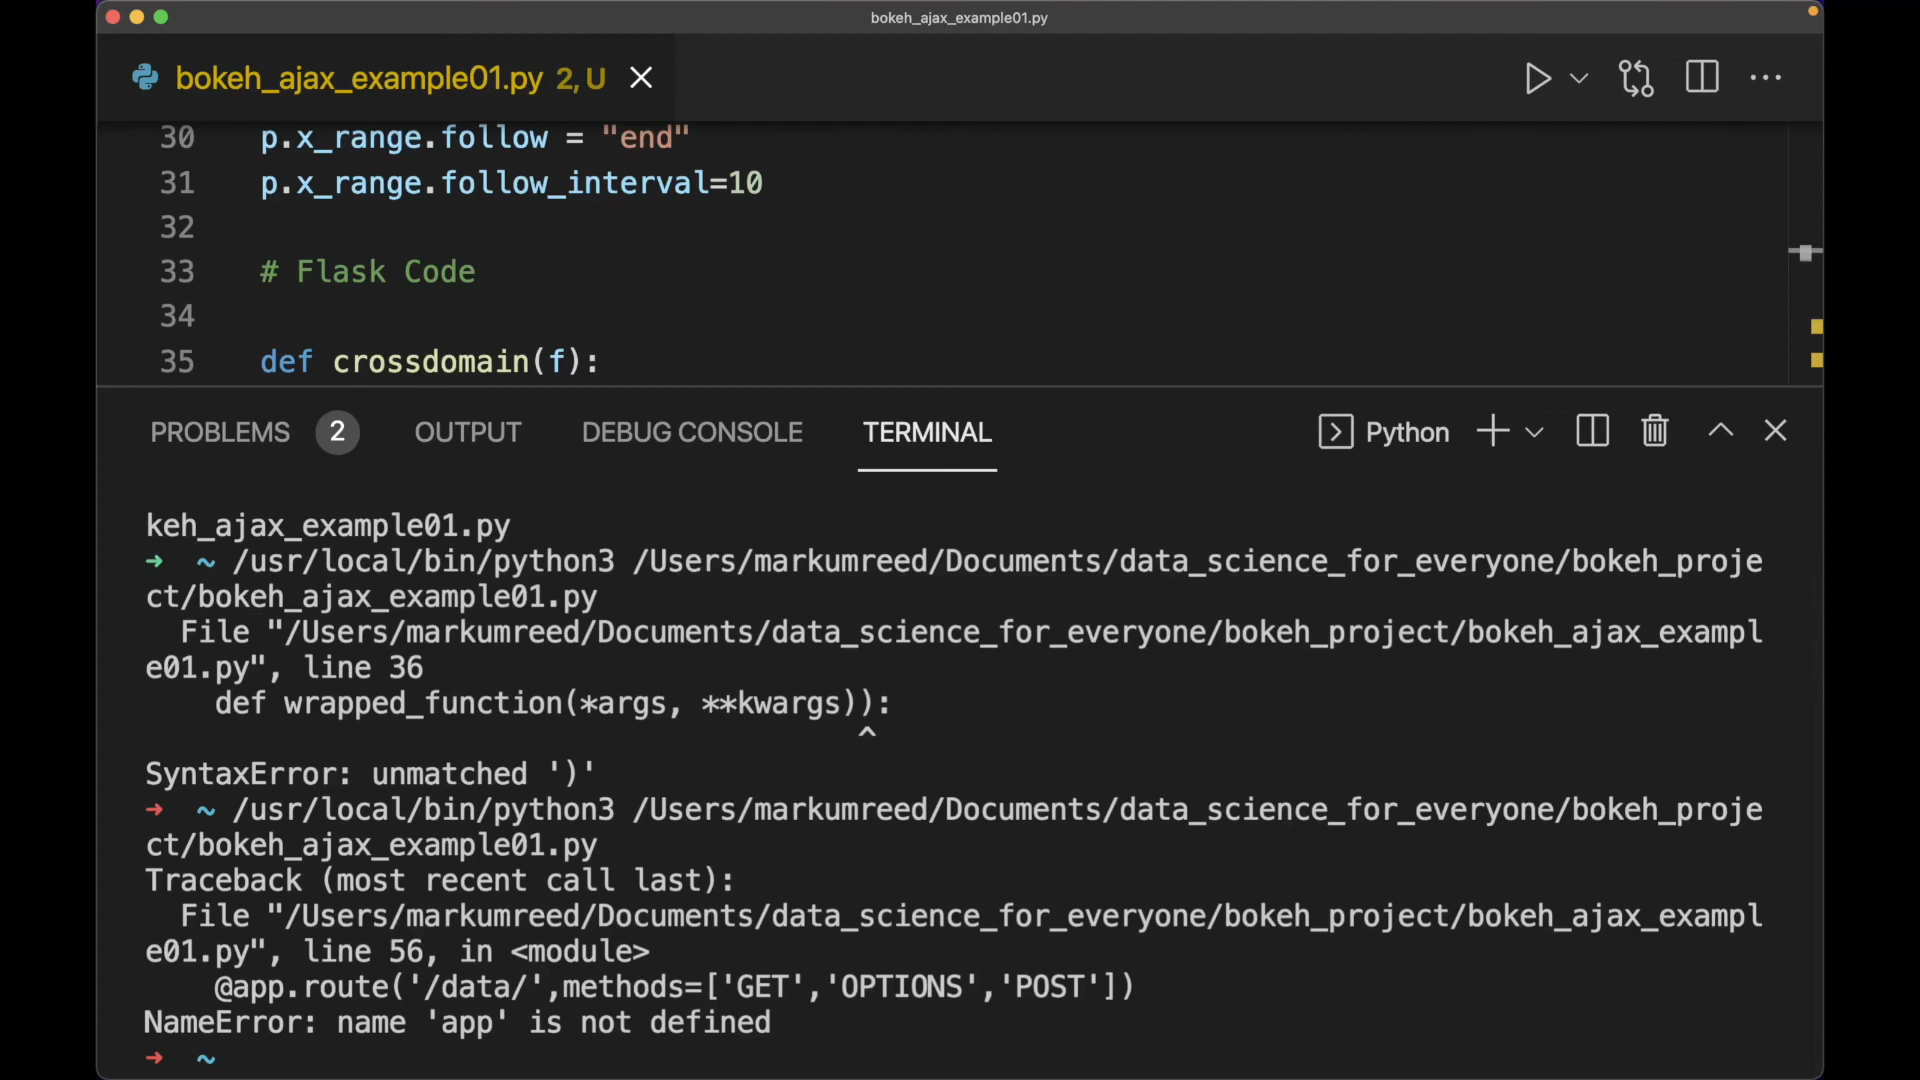 bokeh_ajax_example01.py
bokeh_ajax_example01.py 2, U
30 p.x_range.follow = "end"
31 p.x_range.follow_interval=10
32
33 # Flask Code
34
35 def crossdomain(f):
PROBLEMS 2 OUTPUT DEBUG CONSOLE TERMINAL Python
keh_ajax_example01.py
→ ~ /usr/local/bin/python3 /Users/markumreed/Documents/data_science_for_everyone/bokeh_proje
ct/bokeh_ajax_example01.py
File "/Users/markumreed/Documents/data_science_for_everyone/bokeh_project/bokeh_ajax_exampl
e01.py", line 36
def wrapped_function(*args, **kwargs)):
^
SyntaxError: unmatched ')'
→ ~ /usr/local/bin/python3 /Users/markumreed/Documents/data_science_for_everyone/bokeh_proje
ct/bokeh_ajax_example01.py
Traceback (most recent call last):
File "/Users/markumreed/Documents/data_science_for_everyone/bokeh_project/bokeh_ajax_exampl
e01.py", line 56, in <module>
@app.route('/data/',methods=['GET','OPTIONS','POST'])
NameError: name 'app' is not defined
→ ~